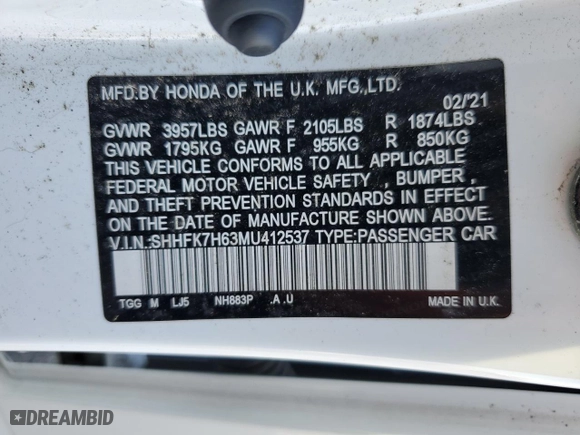 MFD.BY HONDA OF THE U.K. MFG.,LTD.
02/'21
GVWR 3957LBS GAWR F 2105LBS R 1874LBS
GVWR 1795KG GAWR F 955KG R 850KG
THIS VEHICLE CONFORMS TO ALL APPLICABLE
FEDERAL MOTOR VEHICLE SAFETY , BUMPER ,
AND THEFT PREVENTION STANDARDS IN EFFECT
ON THE DATE OF MANUFACTURE SHOWN ABOVE.
V.I.N.:SHHFK7H63MU412537 TYPE:PASSENGER CAR
TGG M LJ5 NH883P .A .U MADE IN U.K.
DREAMBID